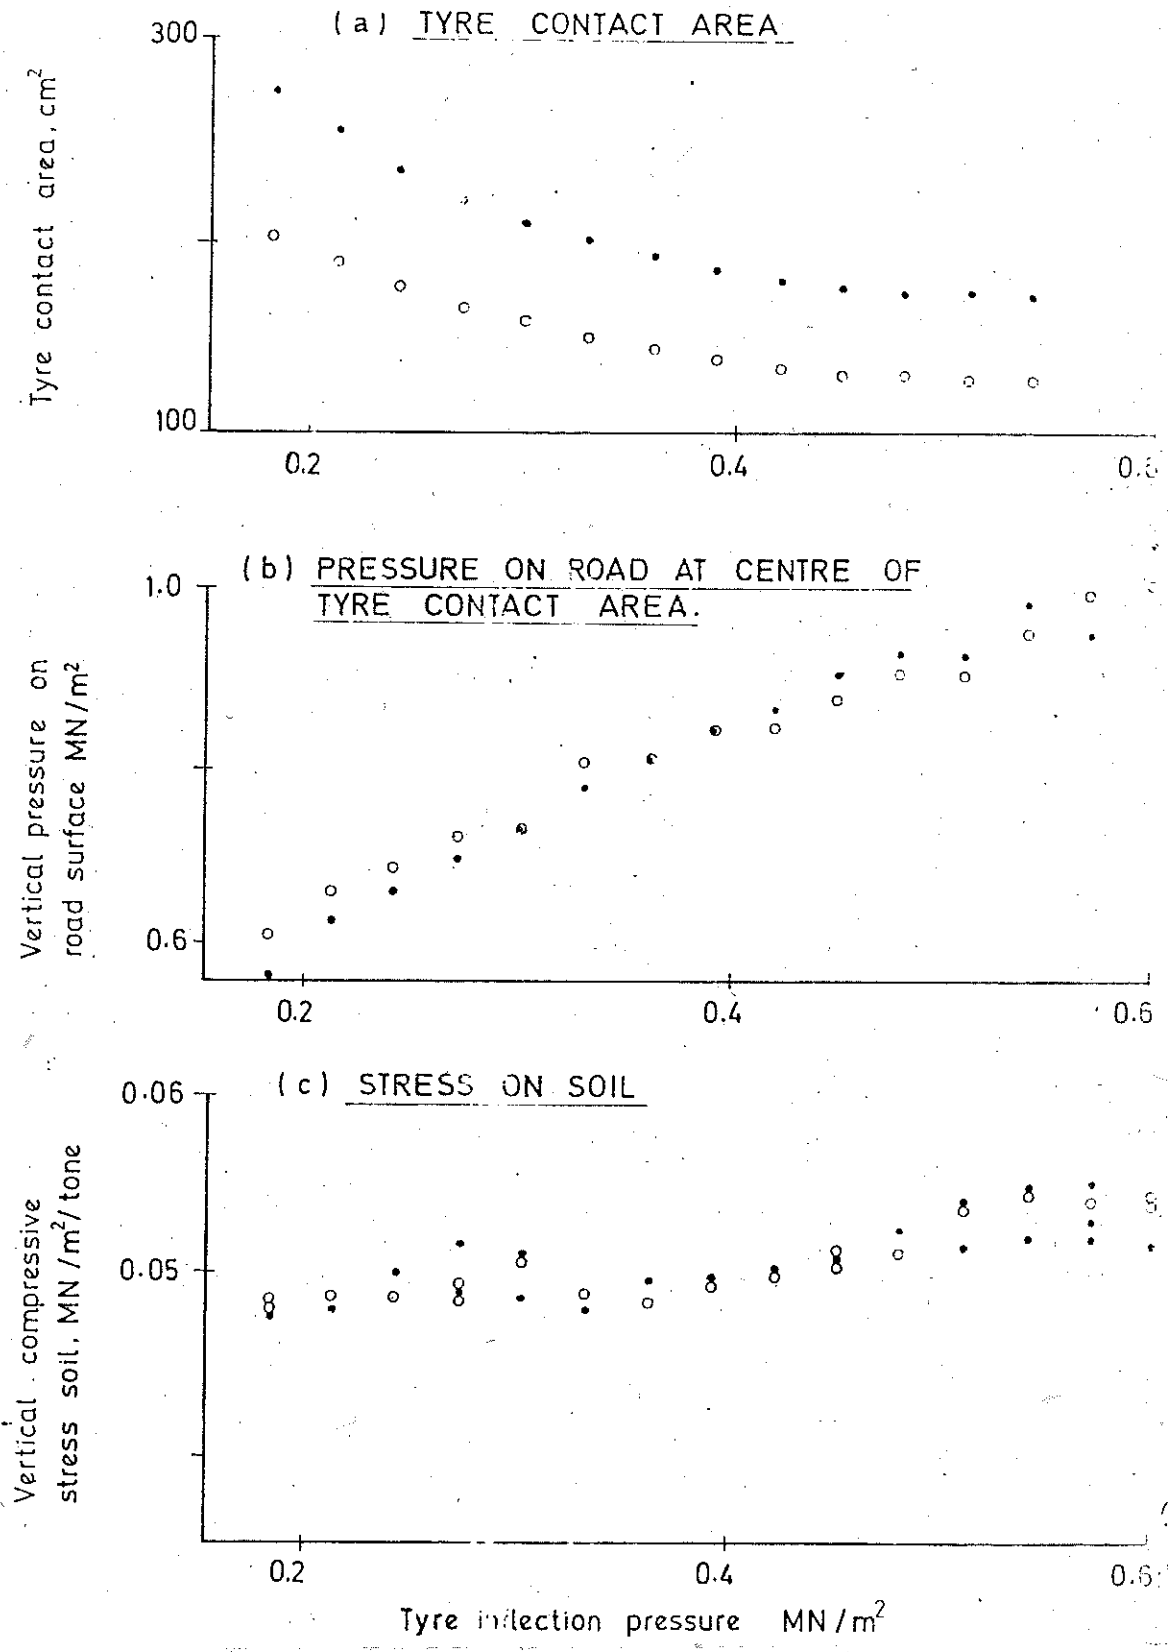 (a) TYRE CONTACT AREA
300
Tyre contact area, cm²
100
0.2
0.4
(b) PRESSURE ON ROAD AT CENTRE OF
TYRE CONTACT AREA.
1.0
Vertical pressure on
road surface MN/m²
0.6
0.2
0.4
0.6
(c) STRESS ON SOIL
0.06
Vertical compressive
stress soil, MN/m²/tone
0.05
0.2
0.4
0.6
Tyre inflection pressure MN/m²